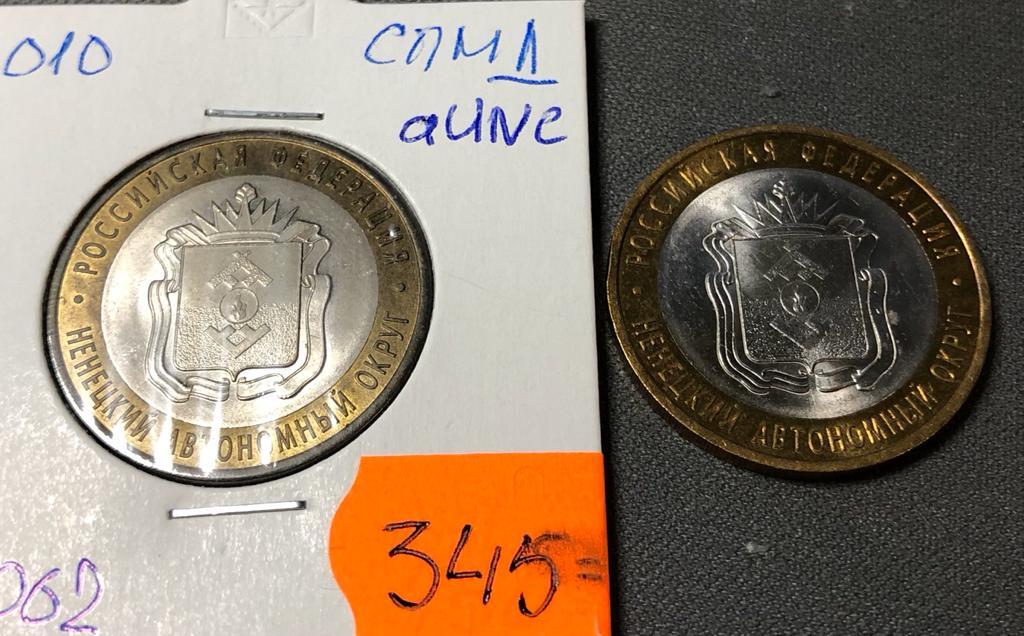 010
СПМД
aUNC
РОССИЙСКАЯ ФЕДЕРАЦИЯ
• НЕНЕЦКИЙ АВТОНОМНЫЙ ОКРУГ •
РОССИЙСКАЯ ФЕДЕРАЦИЯ
• НЕНЕЦКИЙ АВТОНОМНЫЙ ОКРУГ •
345=
062